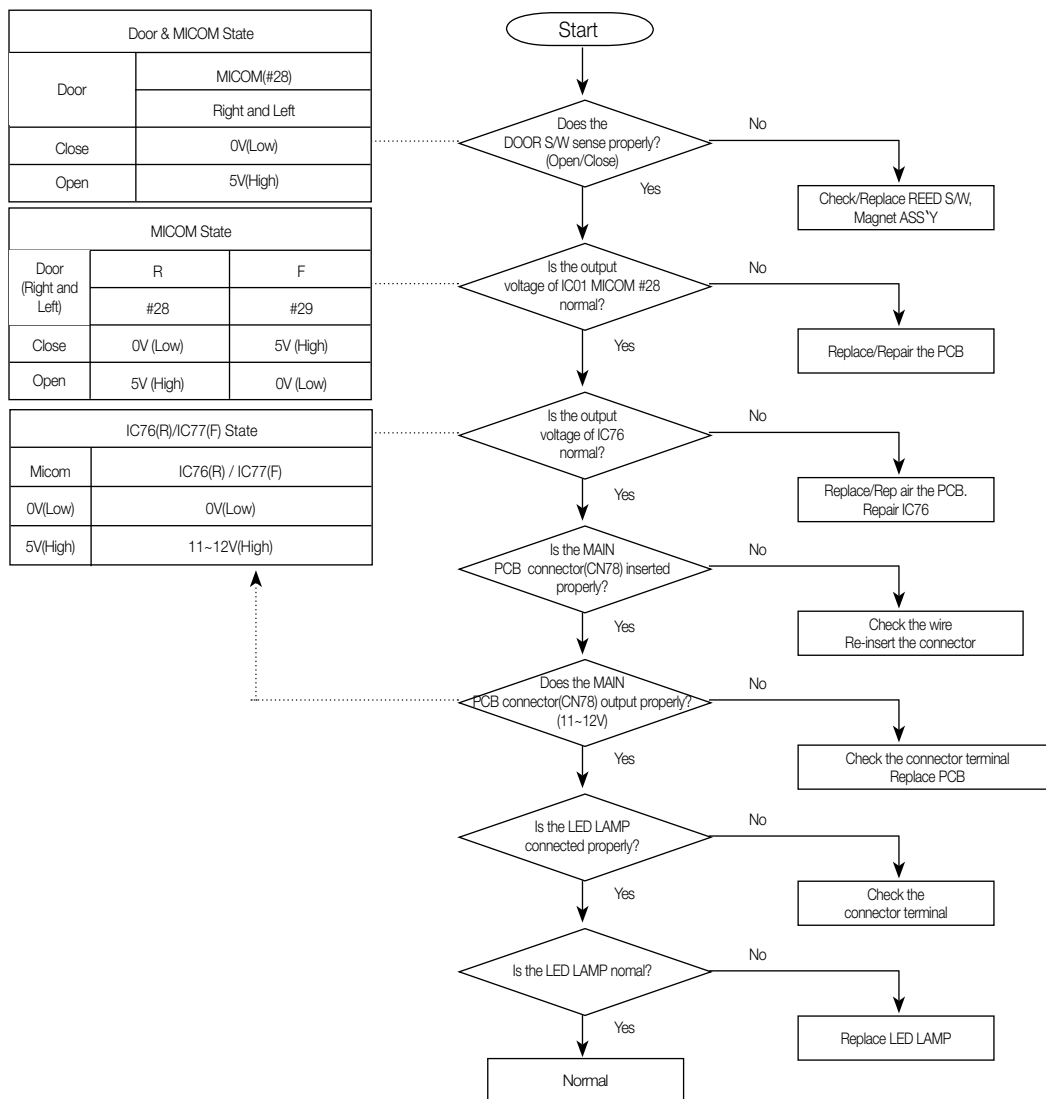 Door & MICOM State
Door
MICOM(#28)
Right and Left
Close
0V(Low)
Open
5V(High)
MICOM State
Door
(Right and
Left)
R
F
#28
#29
Close
0V (Low)
5V (High)
Open
5V (High)
0V (Low)
IC76(R)/IC77(F) State
Micom
IC76(R) / IC77(F)
0V(Low)
0V(Low)
5V(High)
11~12V(High)
Start
Does the
DOOR S/W sense properly?
(Open/Close)
No
Yes
Check/Replace REED S/W,
Magnet ASS`Y
Is the output
voltage of IC01 MICOM #28
normal?
No
Yes
Replace/Repair the PCB
Is the output
voltage of IC76
normal?
No
Yes
Replace/Rep air the PCB.
Repair IC76
Is the MAIN
PCB connector(CN78) inserted
properly?
No
Yes
Check the wire
Re-insert the connector
Does the MAIN
PCB connector(CN78) output properly?
(11~12V)
No
Yes
Check the connector terminal
Replace PCB
Is the LED LAMP
connected properly?
No
Yes
Check the
connector terminal
Is the LED LAMP nomal?
No
Yes
Replace LED LAMP
Normal